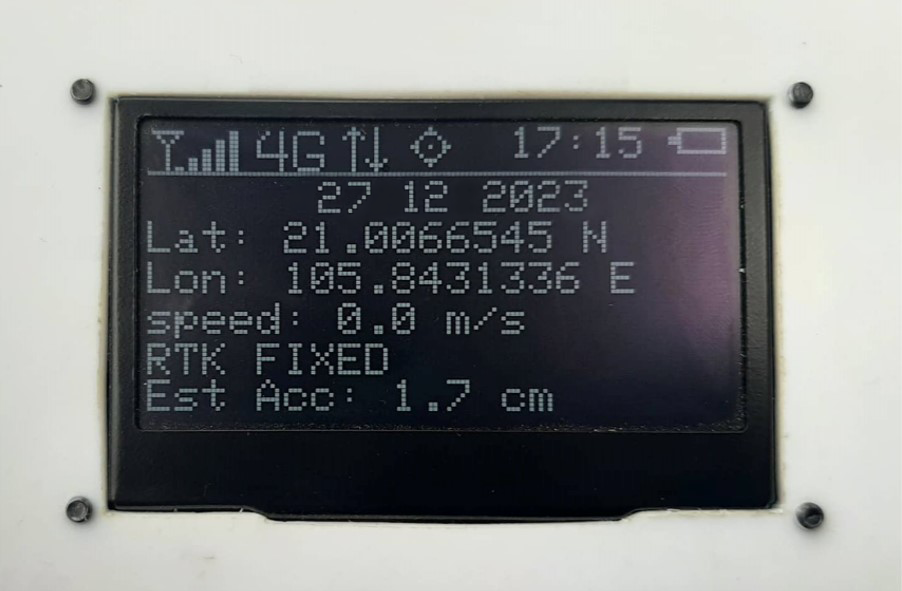 4G 17:15
27 12 2023
Lat: 21.0066545 N
Lon: 105.8431336 E
speed: 0.0 m/s
RTK FIXED
Est Acc: 1.7 cm